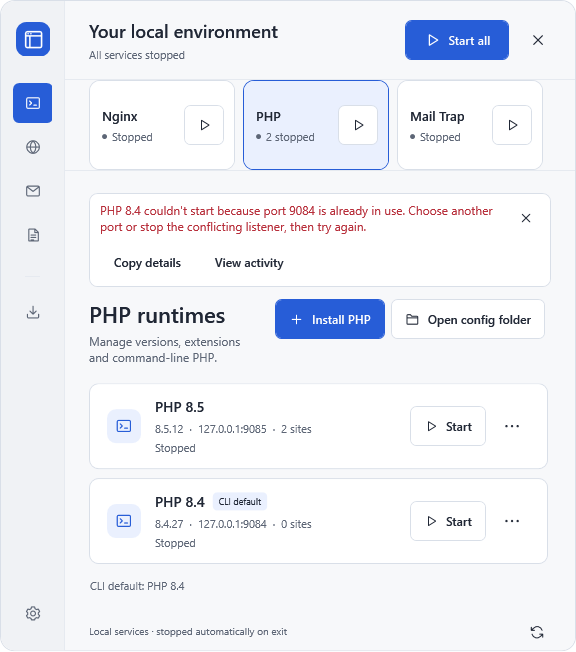 Your local environment
All services stopped
Start all
Nginx
Stopped
PHP
2 stopped
Mail Trap
Stopped
PHP 8.4 couldn't start because port 9084 is already in use. Choose another
port or stop the conflicting listener, then try again.
Copy details
View activity
PHP runtimes
Manage versions, extensions
and command-line PHP.
Install PHP
Open config folder
PHP 8.5
8.5.12 · 127.0.0.1:9085 · 2 sites
Stopped
Start
PHP 8.4 CLI default
8.4.27 · 127.0.0.1:9084 · 0 sites
Stopped
Start
CLI default: PHP 8.4
Local services · stopped automatically on exit